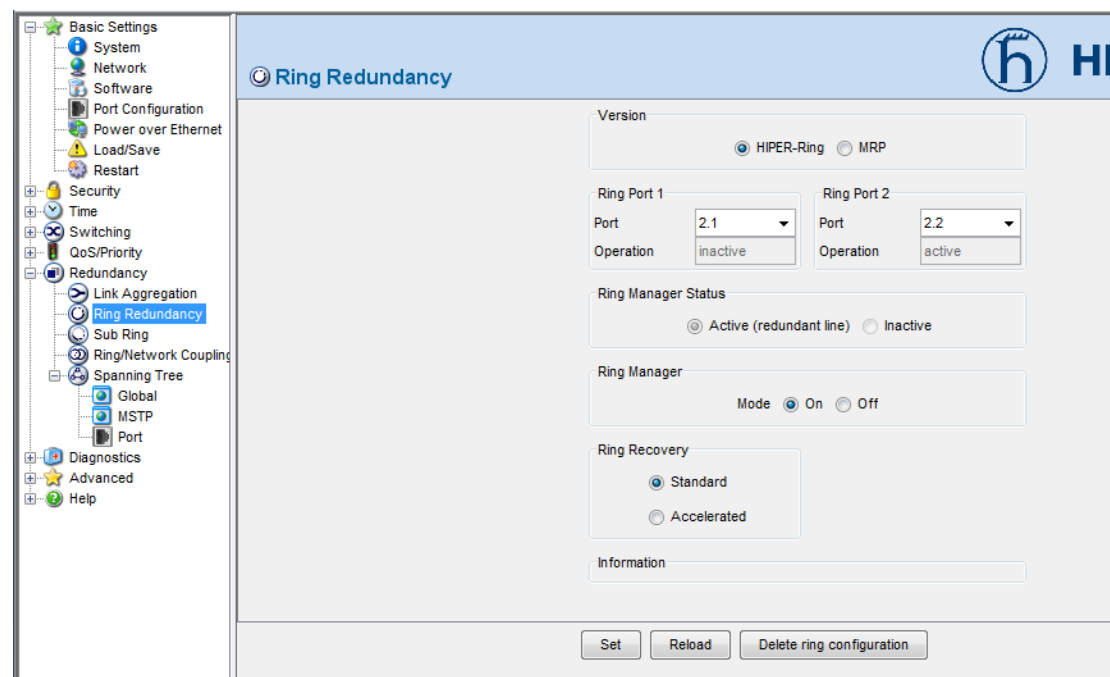 Basic Settings
System
Network
Software
Port Configuration
Power over Ethernet
Load/Save
Restart
Security
Time
Switching
QoS/Priority
Redundancy
Link Aggregation
Ring Redundancy
Sub Ring
Ring/Network Coupling
Spanning Tree
Global
MSTP
Port
Diagnostics
Advanced
Help
Ring Redundancy
HI
Version
HIPER-Ring MRP
Ring Port 1 Ring Port 2
Port 2.1 Port 2.2
Operation inactive Operation active
Ring Manager Status
Active (redundant line) Inactive
Ring Manager
Mode On Off
Ring Recovery
Standard
Accelerated
Information
Set Reload Delete ring configuration